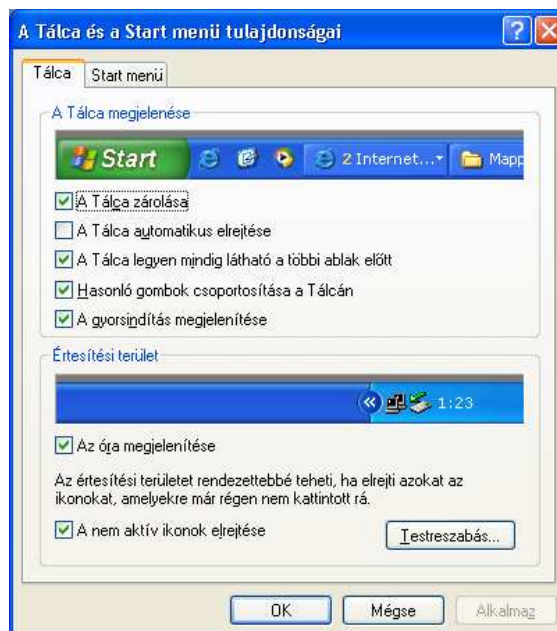 A Tálca és a Start menü tulajdonságai
Tálca
Start menü
A Tálca megjelenése
Start
2 Internet...
Mapp
A Tálca zárolása
A Tálca automatikus elrejtése
A Tálca legyen mindig látható a többi ablak előtt
Hasonló gombok csoportosítása a Tálcán
A gyorsindítás megjelenítése
Értesítési terület
1:23
Az óra megjelenítése
Az értesítési területet rendezettebbé teheti, ha elrejti azokat az
ikonokat, amelyekre már régen nem kattintott rá.
A nem aktív ikonok elrejtése
Testreszabás...
OK
Mégse
Alkalmaz